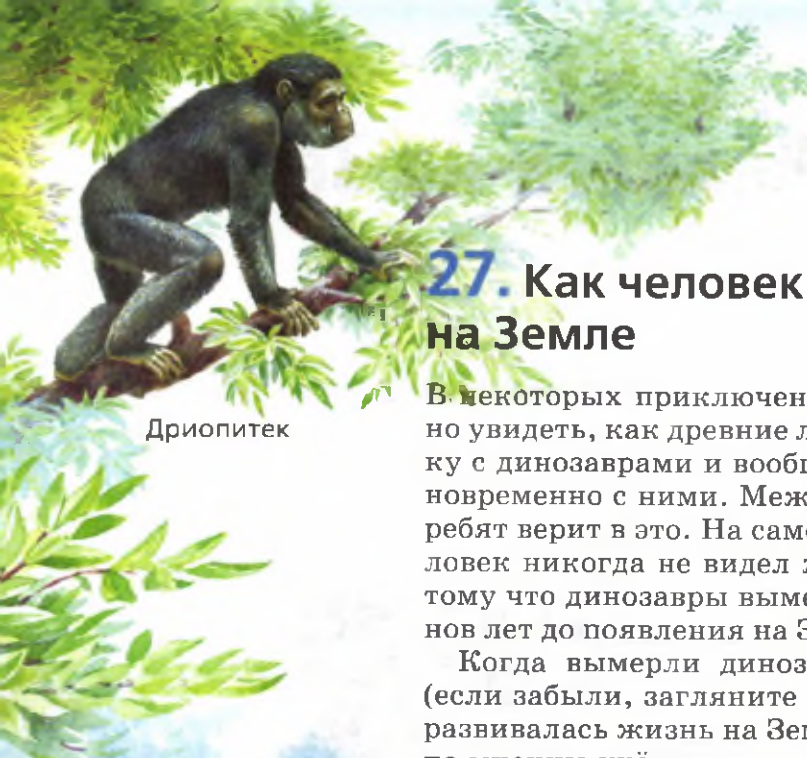 27. Как человек
на Земле
Дриопитек
В некоторых приключен
но увидеть, как древние л
ку с динозаврами и вообщ
новременно с ними. Меж
ребят верит в это. На сам
ловек никогда не видел
тому что динозавры выме
нов лет до появления на З
Когда вымерли диноз
(если забыли, загляните
развивалась жизнь на Зем